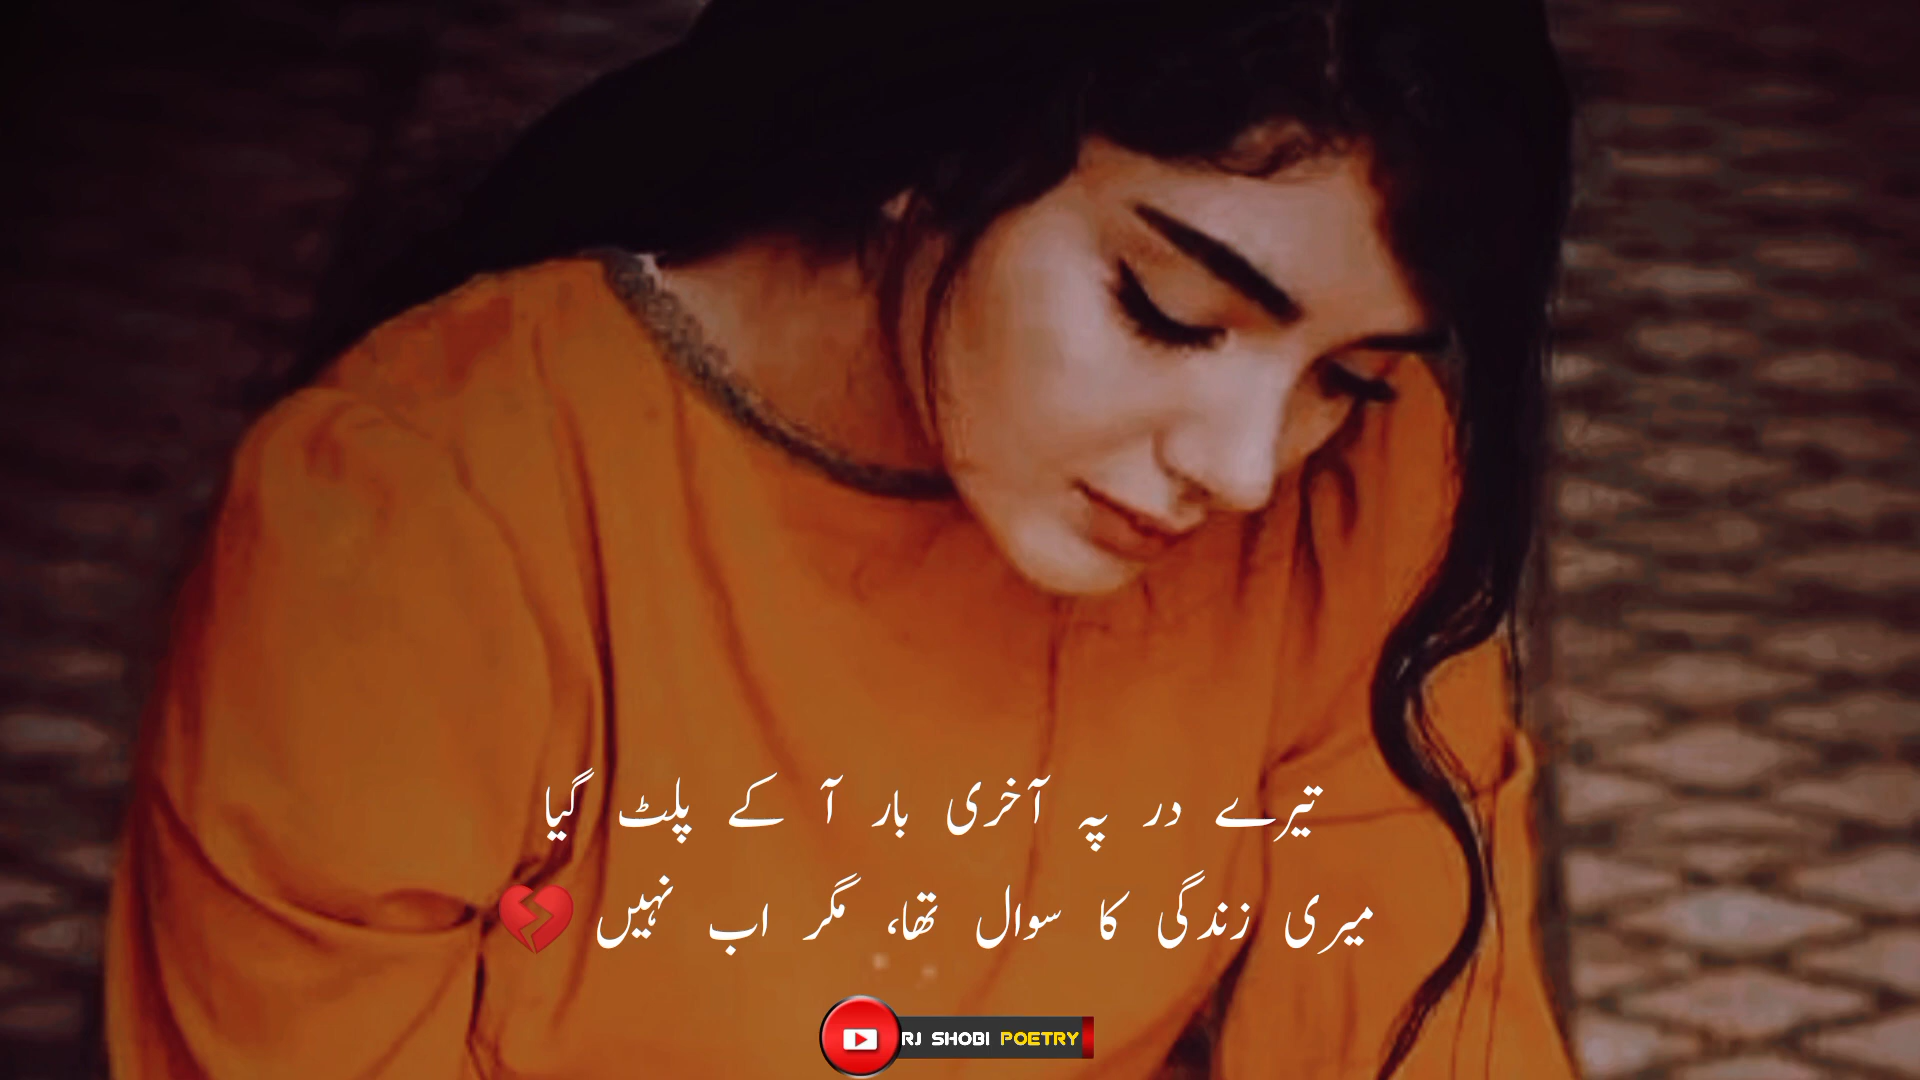 تیرے در پہ آخری بار آ کے پلٹ گیا
میری زندگی کا سوال تھا، مگر اب نہیں 💔
RJ SHOBI POETRY